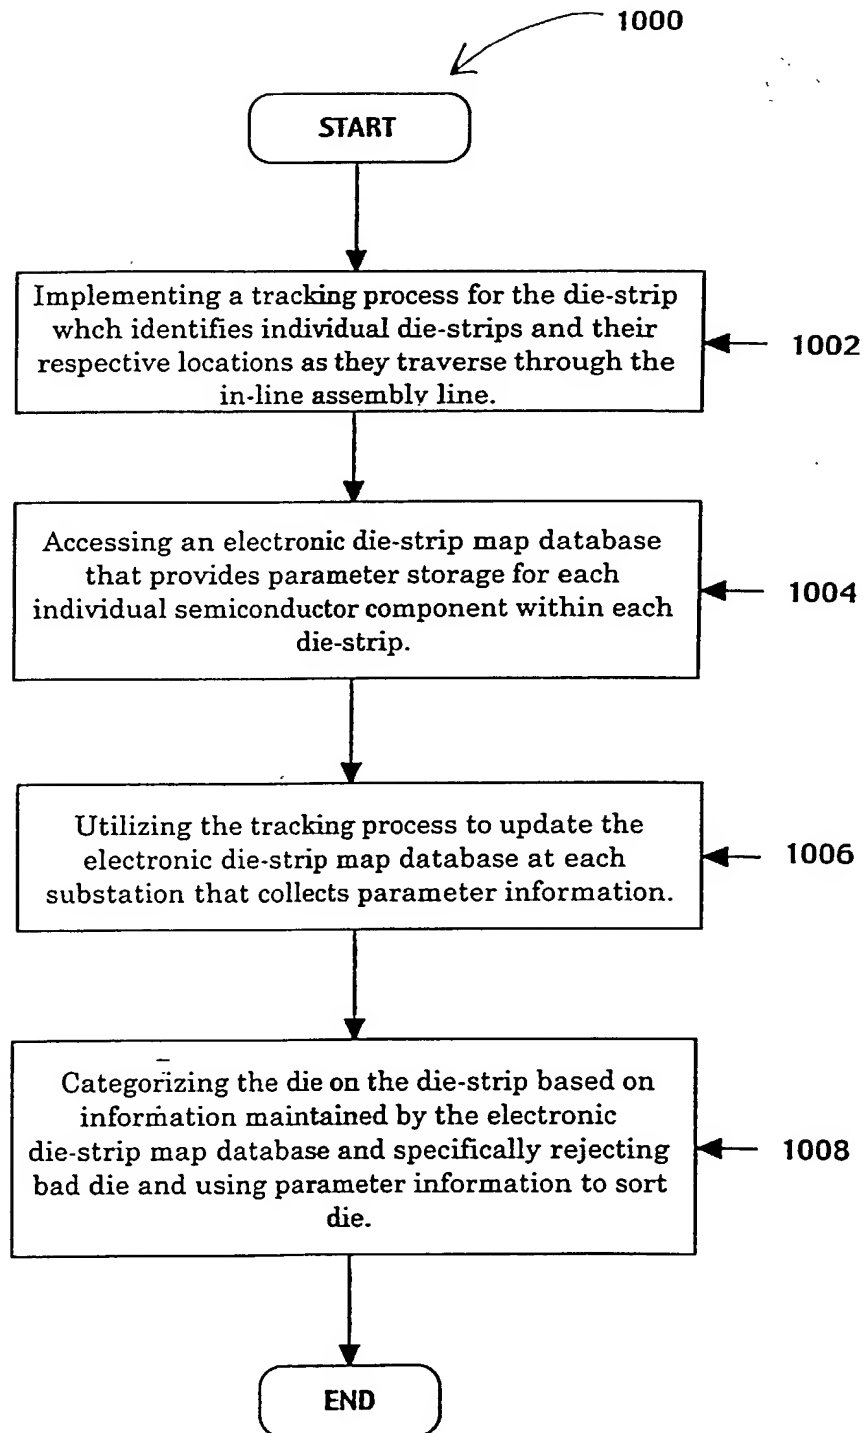 1000
START
Implementing a tracking process for the die-strip
whch identifies individual die-strips and their
respective locations as they traverse through the
in-line assembly line.
1002
Accessing an electronic die-strip map database
that provides parameter storage for each
individual semiconductor component within each
die-strip.
1004
Utilizing the tracking process to update the
electronic die-strip map database at each
substation that collects parameter information.
1006
Categorizing the die on the die-strip based on
information maintained by the electronic
die-strip map database and specifically rejecting
bad die and using parameter information to sort
die.
1008
END